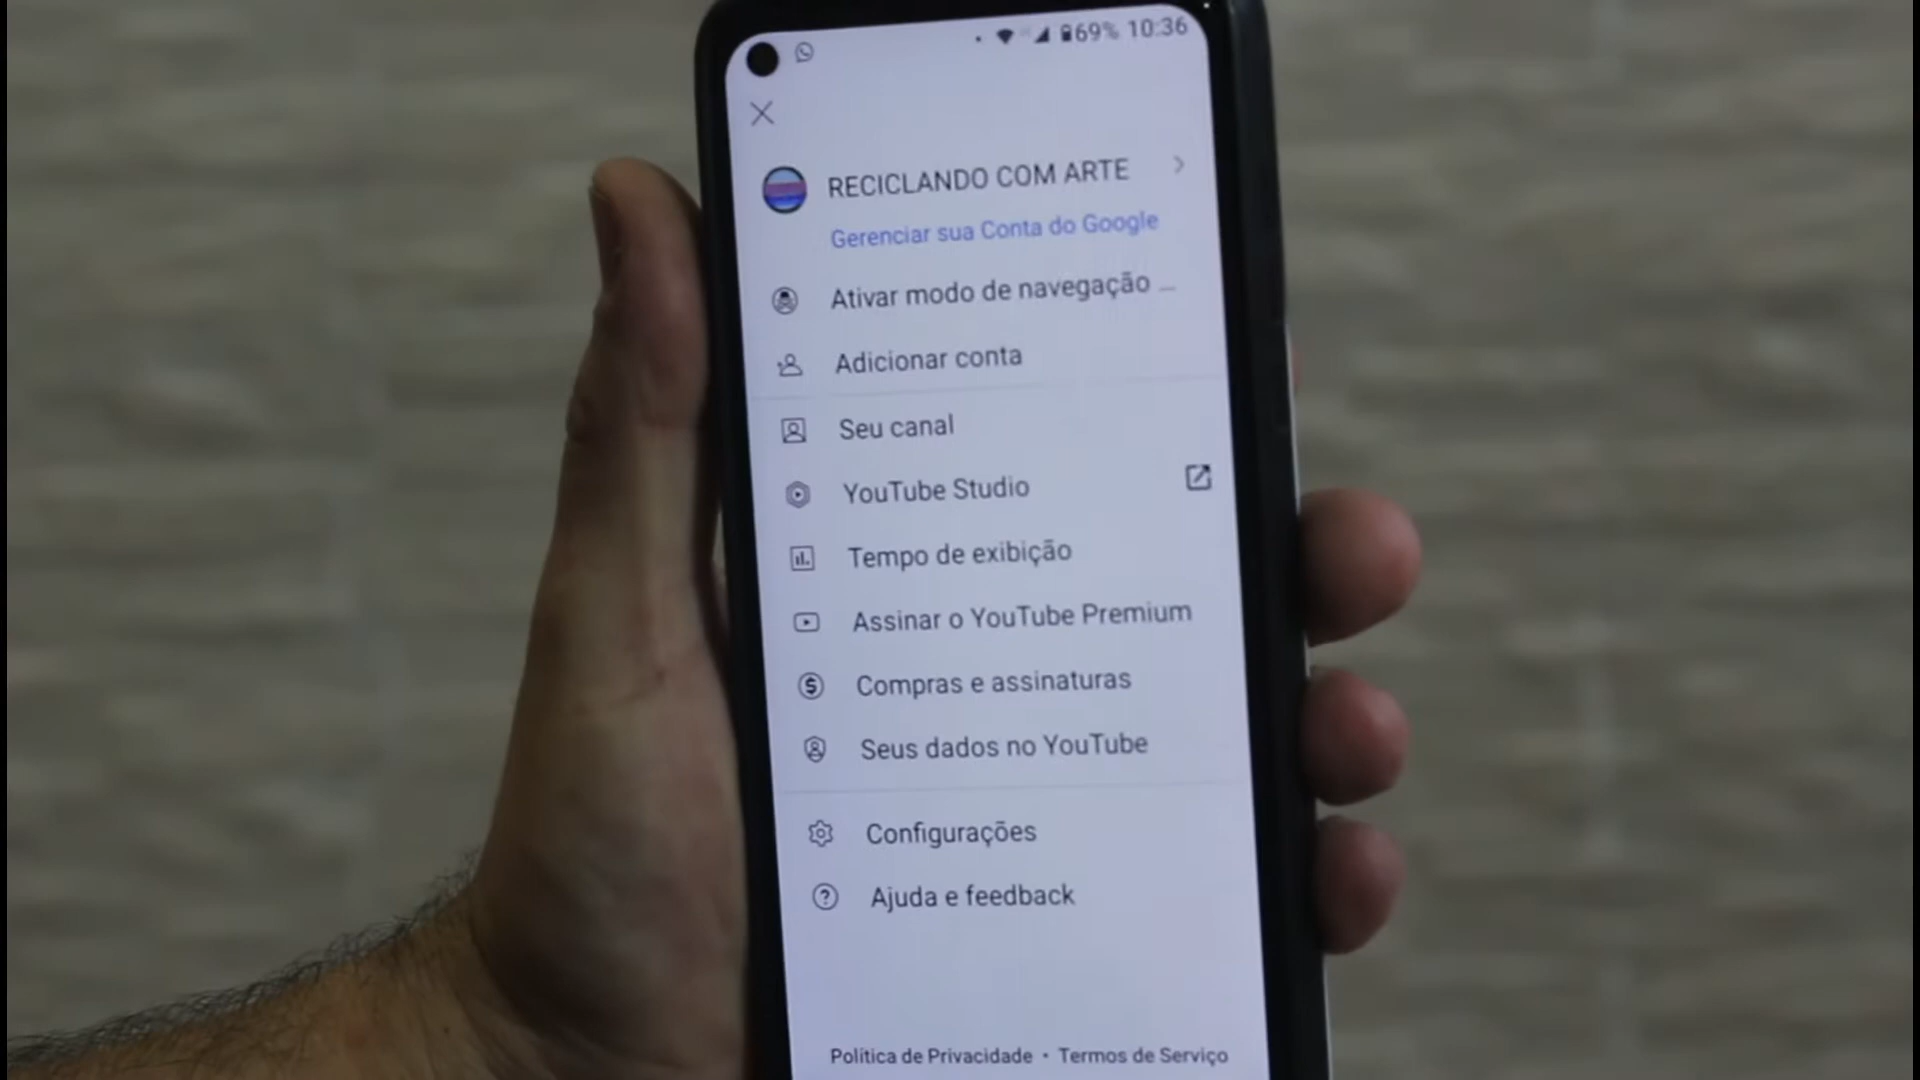 69% 10:36
RECICLANDO COM ARTE
Gerenciar sua Conta do Google
Ativar modo de navegação ...
Adicionar conta
Seu canal
YouTube Studio
Tempo de exibição
Assinar o YouTube Premium
Compras e assinaturas
Seus dados no YouTube
Configurações
Ajuda e feedback
Política de Privacidade • Termos de Serviço